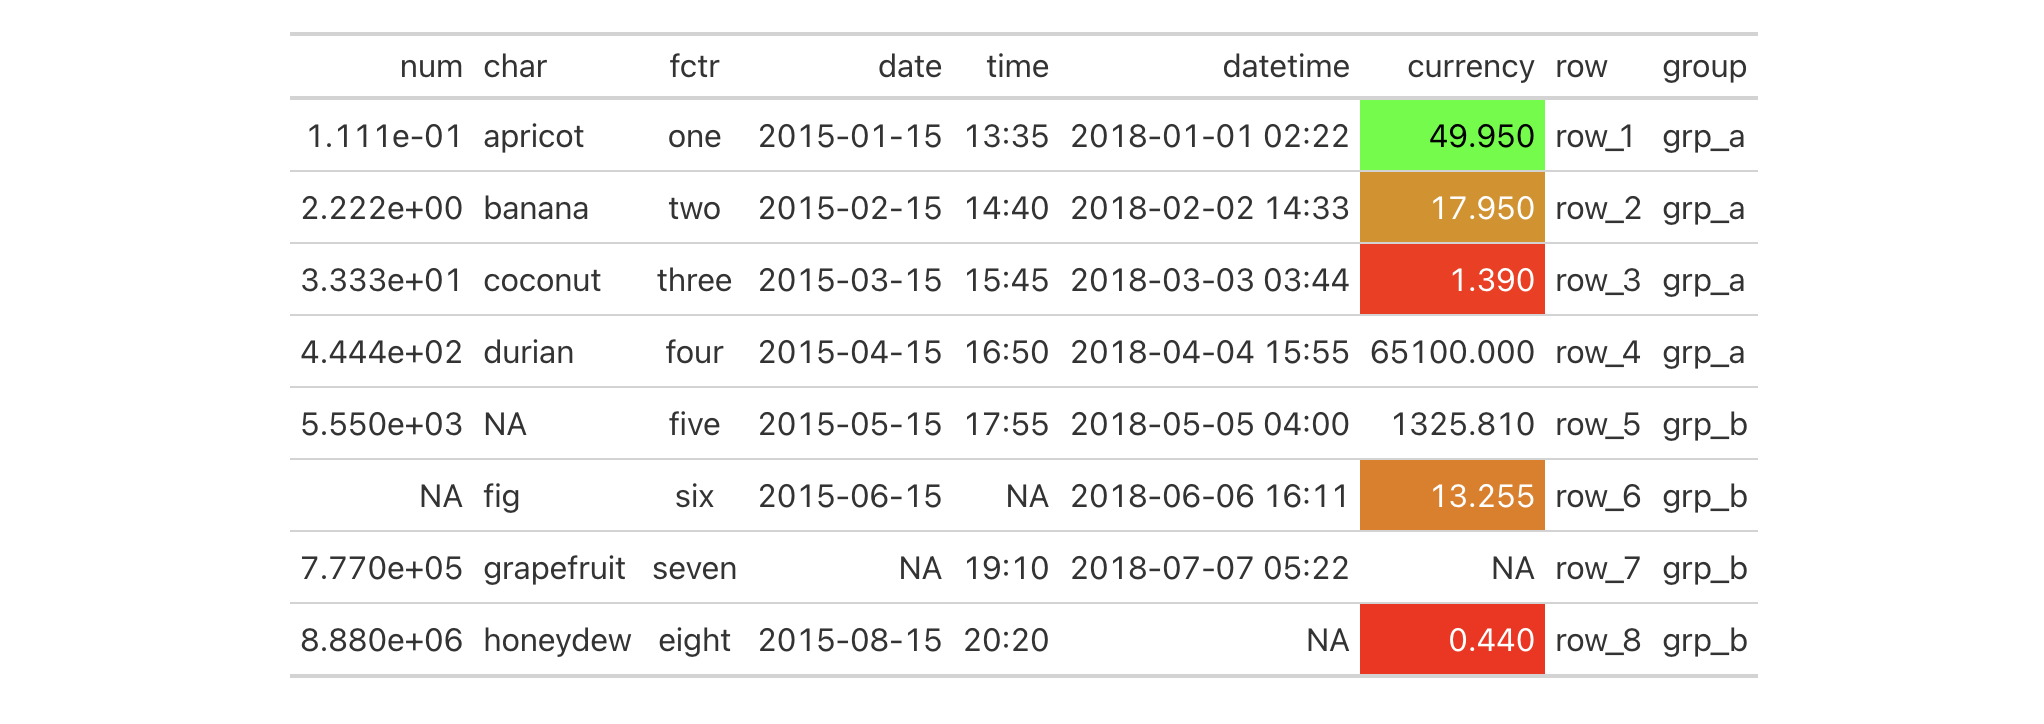 num char fctr date time datetime currency row group
1.111e-01 apricot one 2015-01-15 13:35 2018-01-01 02:22 49.950 row_1 grp_a
2.222e+00 banana two 2015-02-15 14:40 2018-02-02 14:33 17.950 row_2 grp_a
3.333e+01 coconut three 2015-03-15 15:45 2018-03-03 03:44 1.390 row_3 grp_a
4.444e+02 durian four 2015-04-15 16:50 2018-04-04 15:55 65100.000 row_4 grp_a
5.550e+03 NA five 2015-05-15 17:55 2018-05-05 04:00 1325.810 row_5 grp_b
NA fig six 2015-06-15 NA 2018-06-06 16:11 13.255 row_6 grp_b
7.770e+05 grapefruit seven NA 19:10 2018-07-07 05:22 NA row_7 grp_b
8.880e+06 honeydew eight 2015-08-15 20:20 NA 0.440 row_8 grp_b